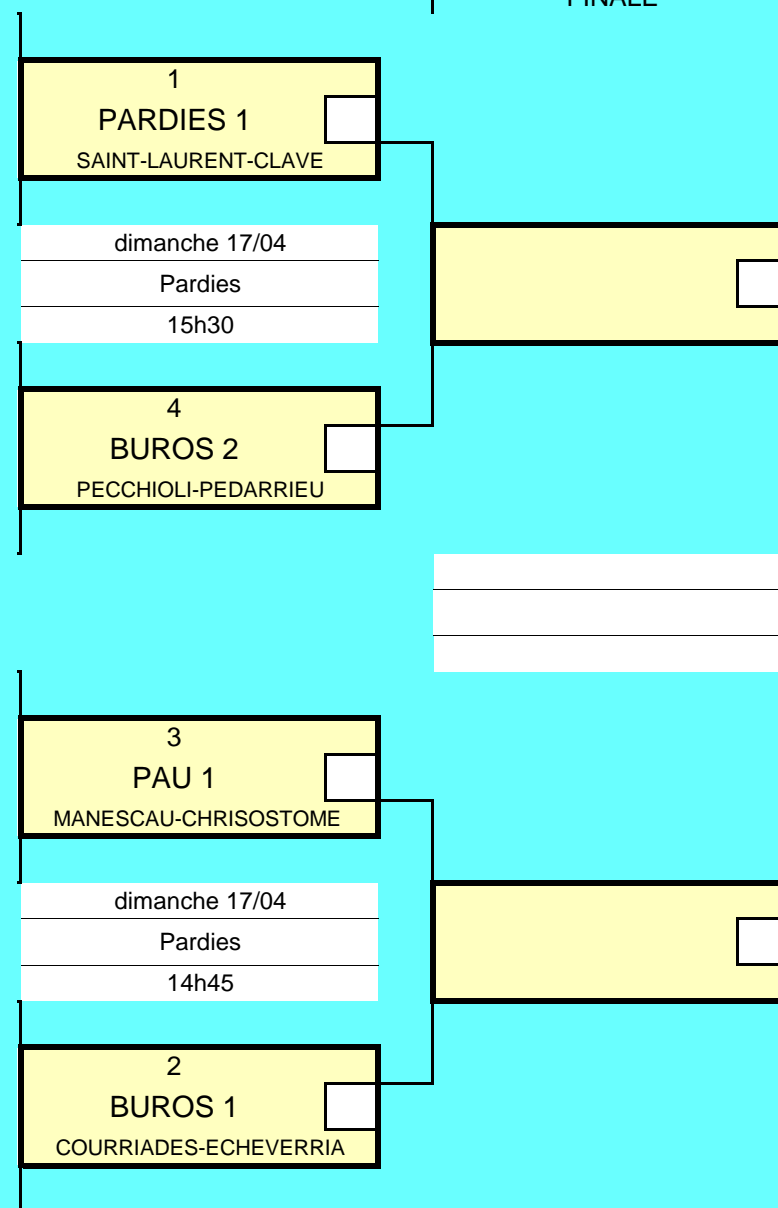 FINALE
1
PARDIES 1
SAINT-LAURENT-CLAVE
dimanche 17/04
Pardies
15h30
4
BUROS 2
PECCHIOLI-PEDARRIEU
3
PAU 1
MANESCAU-CHRISOSTOME
dimanche 17/04
Pardies
14h45
2
BUROS 1
COURRIADES-ECHEVERRIA